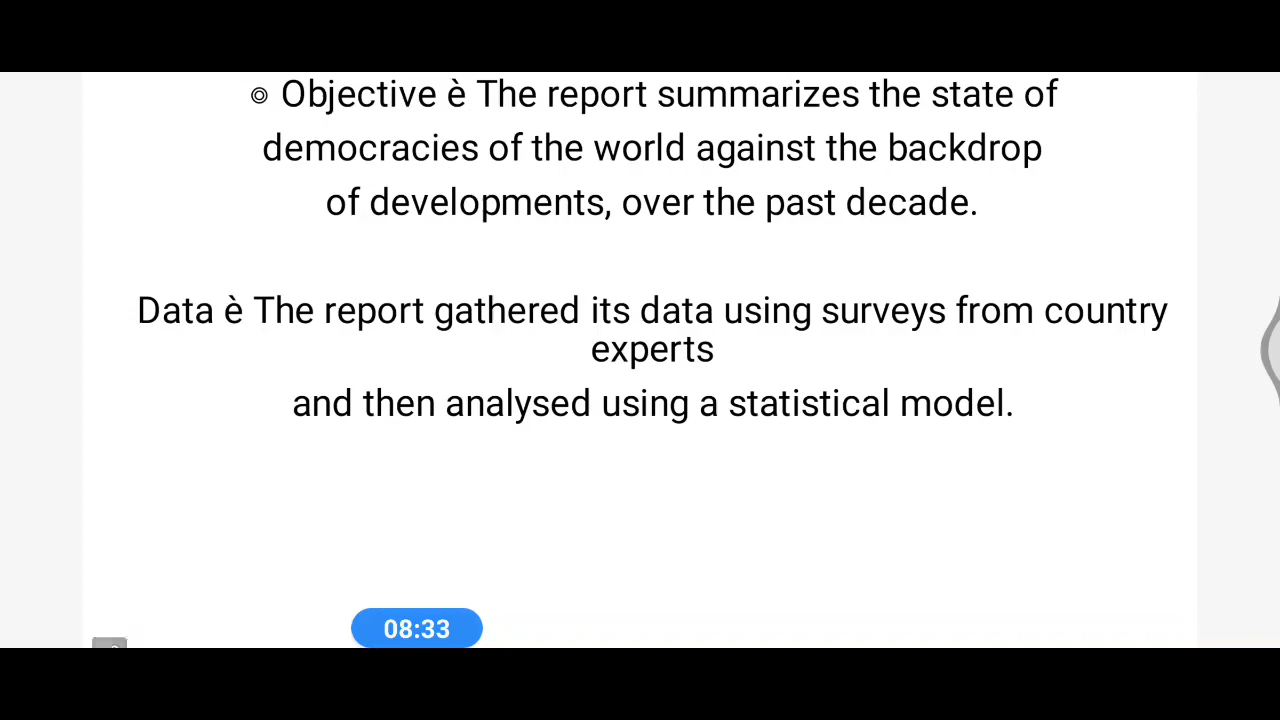 ◎ Objective è The report summarizes the state of
democracies of the world against the backdrop
of developments, over the past decade.
Data è The report gathered its data using surveys from country
experts
and then analysed using a statistical model.
08:33